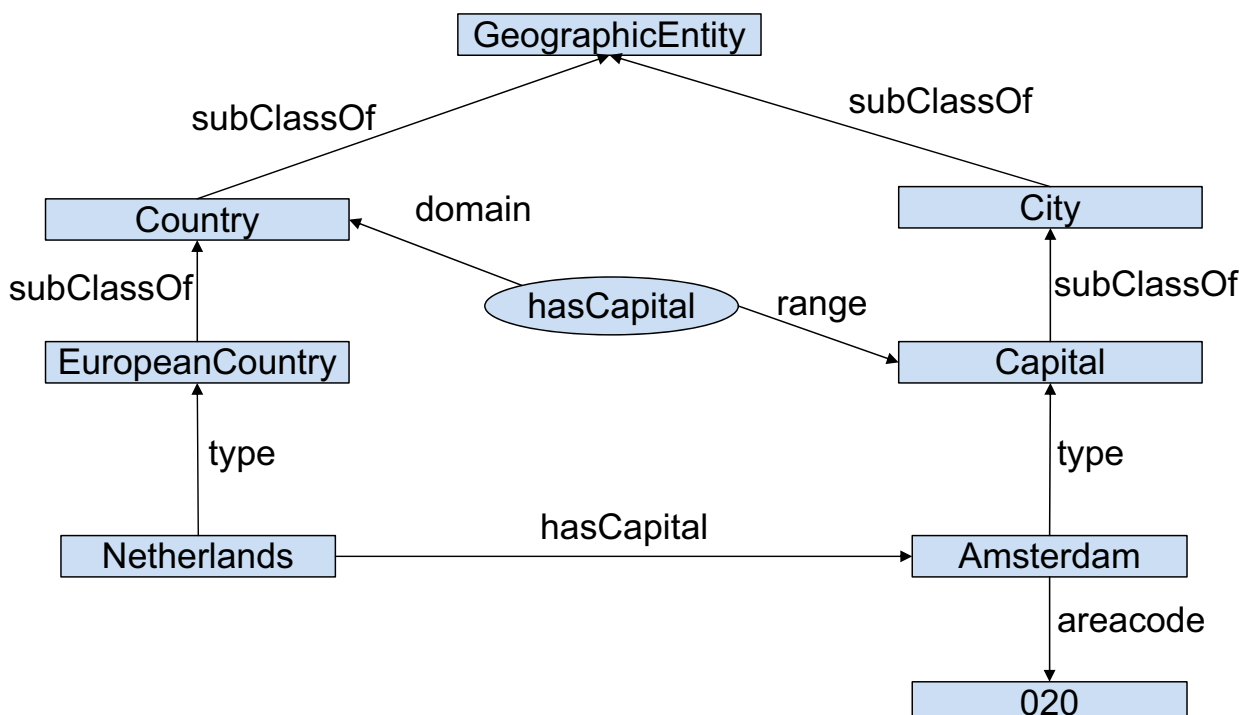 GeographicEntity
subClassOf
subClassOf
Country
domain
City
subClassOf
hasCapital
range
subClassOf
EuropeanCountry
Capital
type
type
Netherlands
hasCapital
Amsterdam
areacode
020